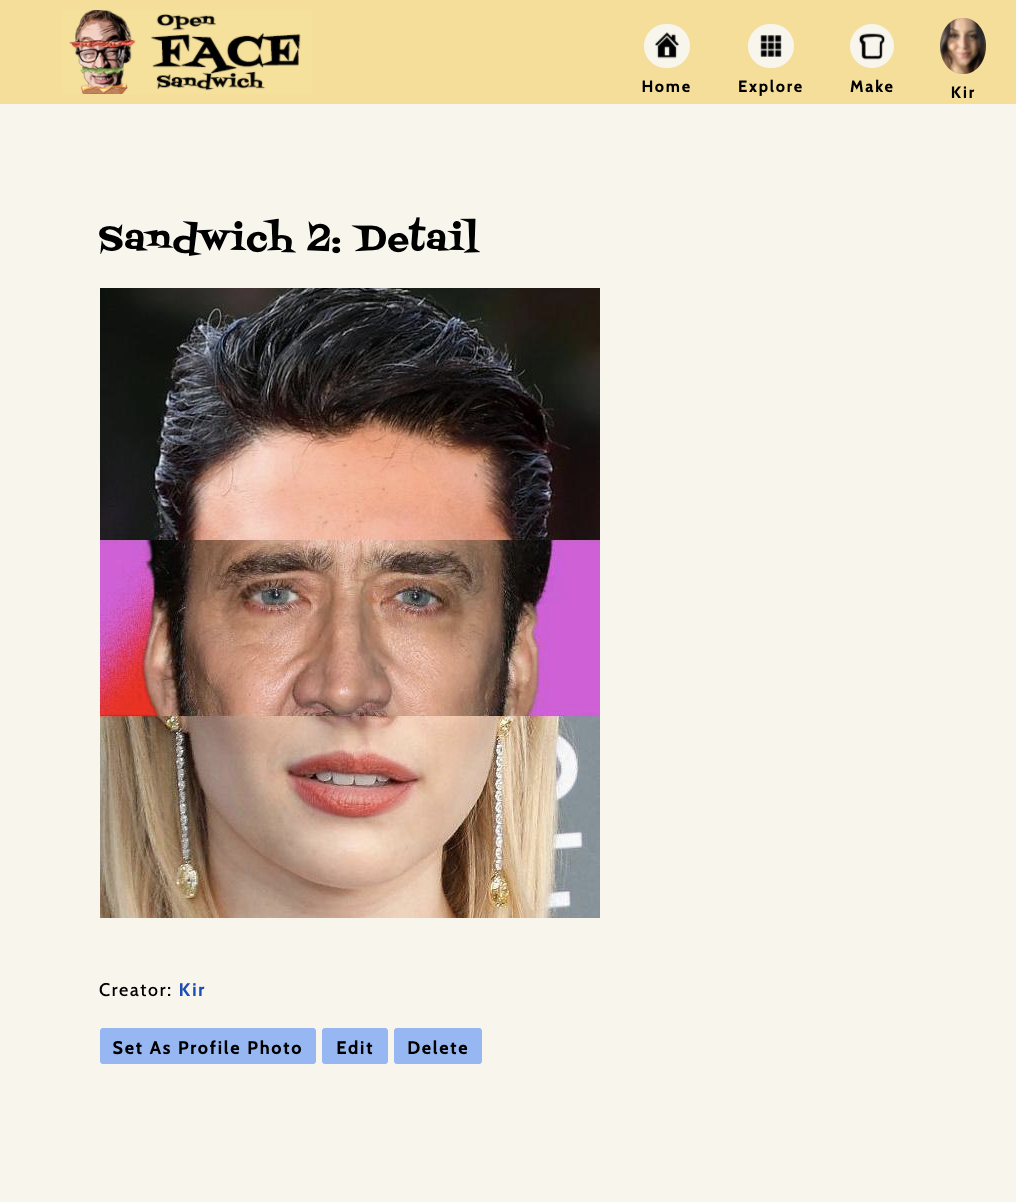 Open
FACE
Sandwich
Home
Explore
Make
Kir
Sandwich 2: Detail
Creator: Kir
Set As Profile Photo
Edit
Delete